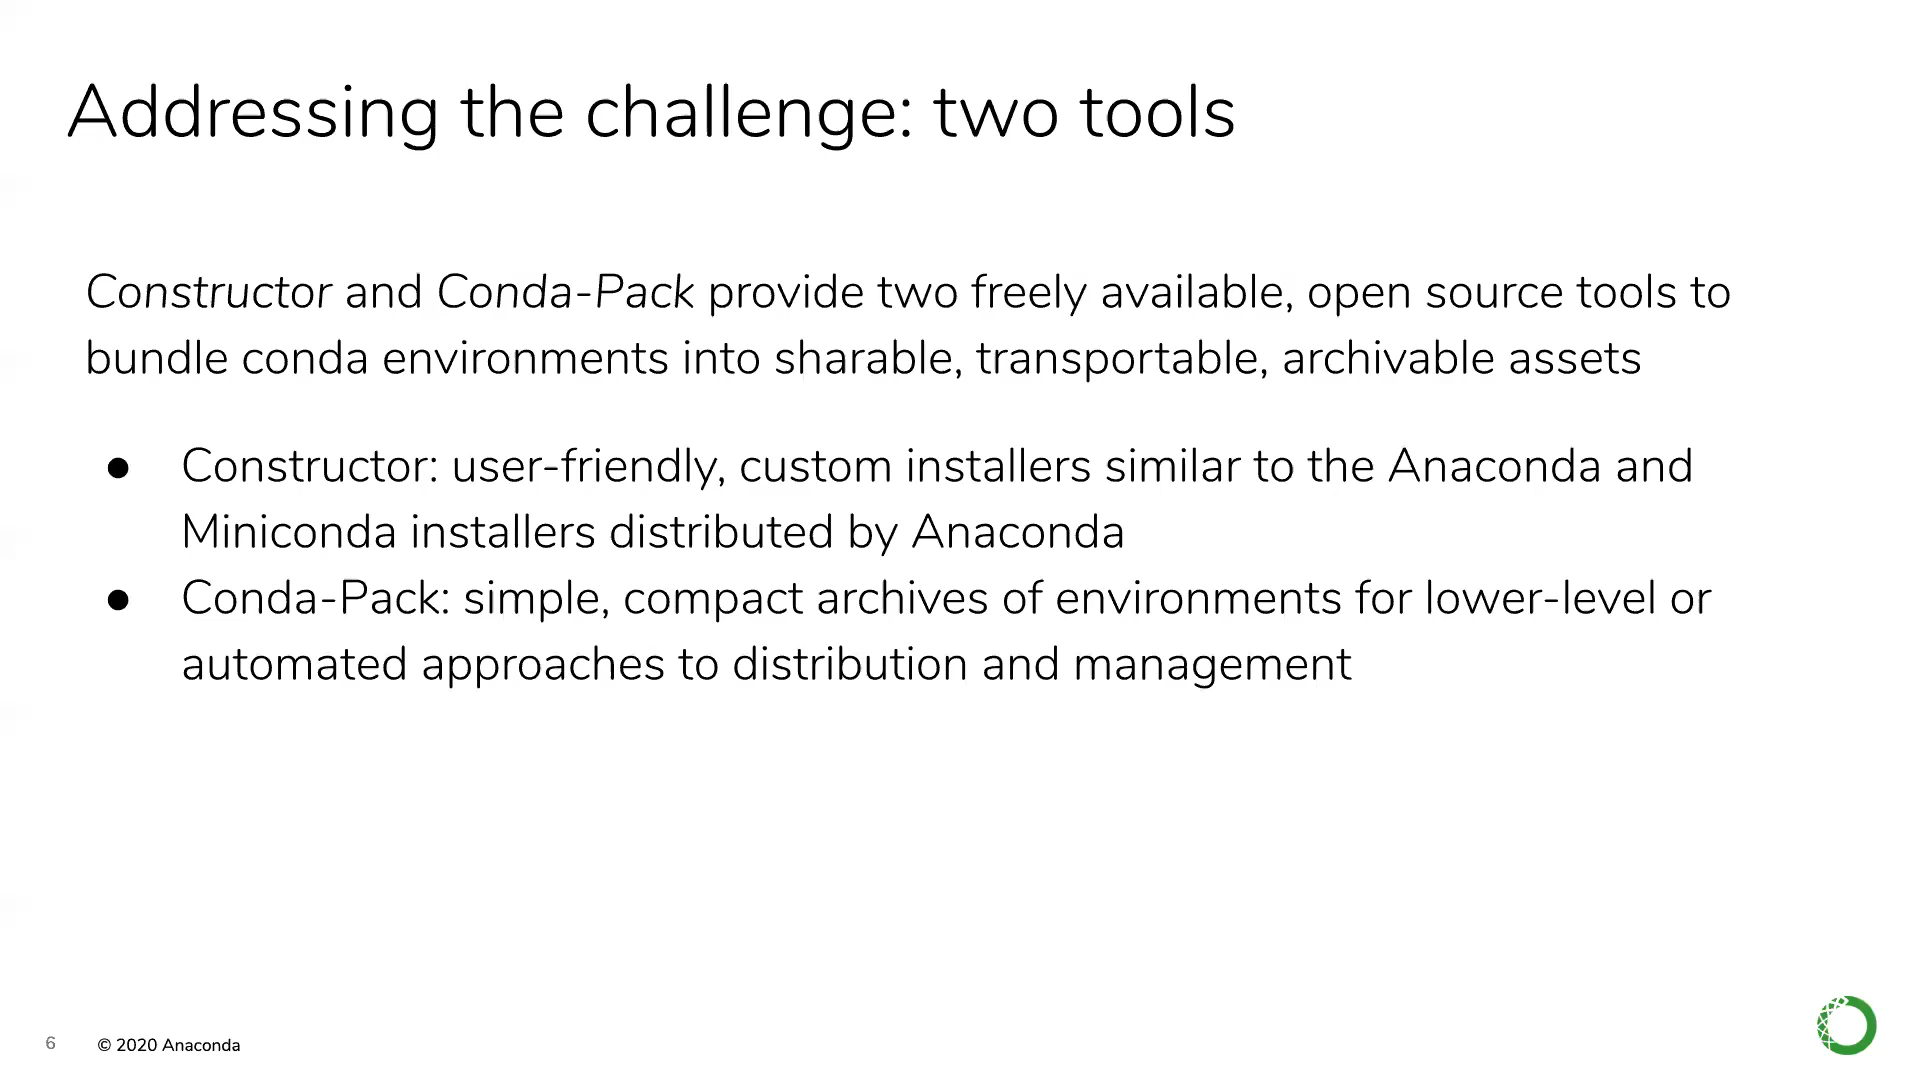 Addressing the challenge: two tools
Constructor and Conda-Pack provide two freely available, open source tools to
bundle conda environments into sharable, transportable, archivable assets
● Constructor: user-friendly, custom installers similar to the Anaconda and
Miniconda installers distributed by Anaconda
● Conda-Pack: simple, compact archives of environments for lower-level or
automated approaches to distribution and management
6 © 2020 Anaconda